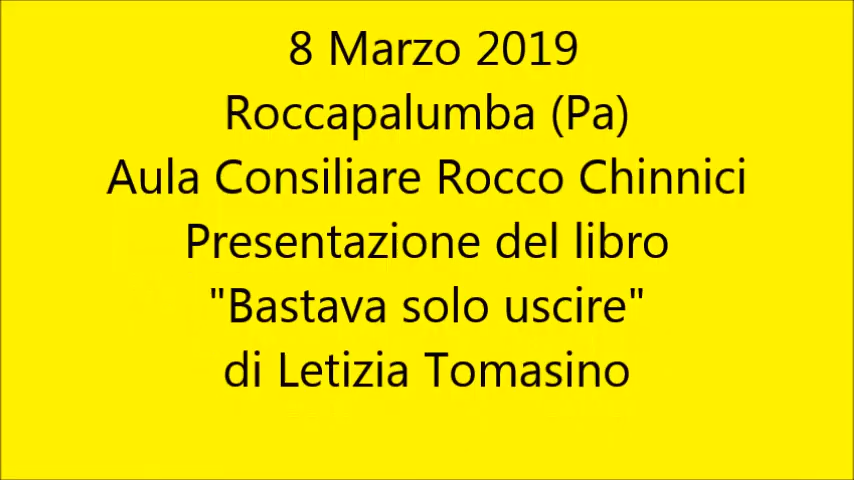 8 Marzo 2019
Roccapalumba (Pa)
Aula Consiliare Rocco Chinnici
Presentazione del libro
"Bastava solo uscire"
di Letizia Tomasino